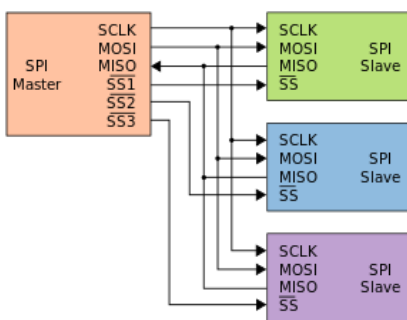 SPI
Master
SCLK
MOSI
MISO
SS1
SS2
SS3
SCLK
MOSI
MISO
SS
SPI
Slave
SCLK
MOSI
MISO
SS
SPI
Slave
SCLK
MOSI
MISO
SS
SPI
Slave